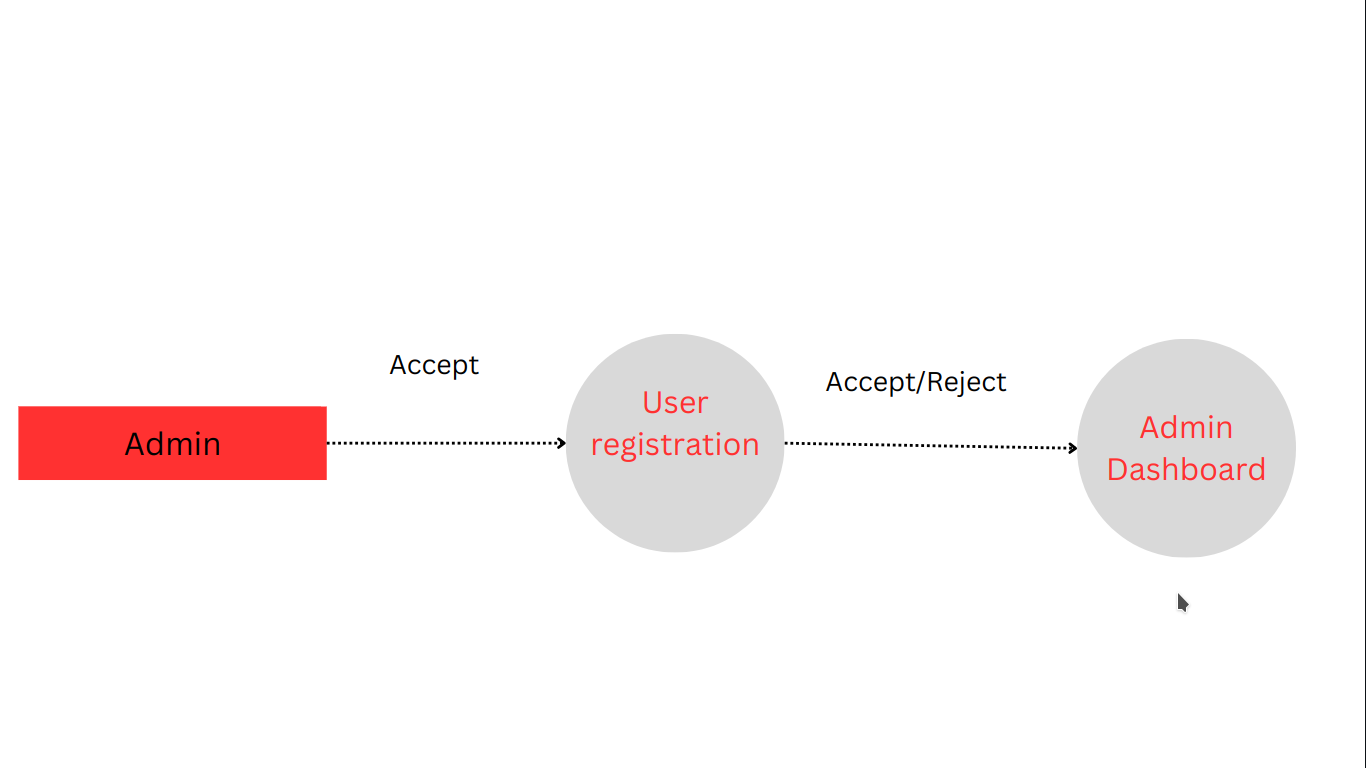 Accept
Accept/Reject
Admin
User
registration
Admin
Dashboard